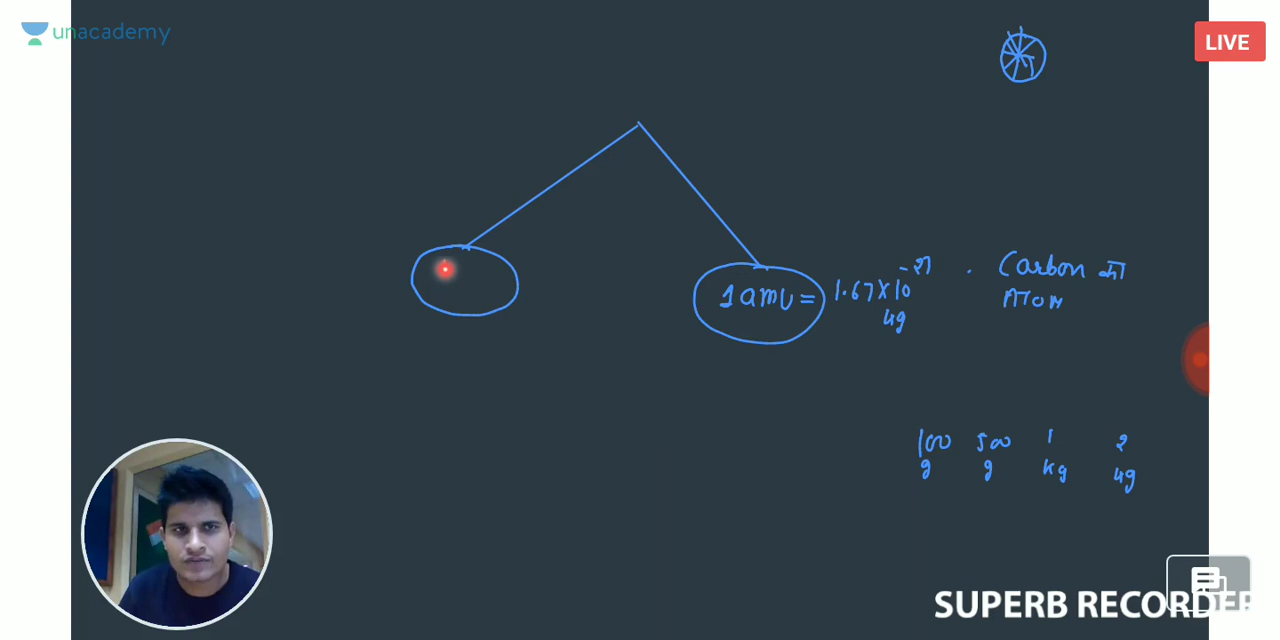 unacademy
LIVE
1 amu = 1.67 × 10⁻²⁷ kg
Carbon का
Atom
100 500 1 2
g g kg kg
SUPERB RECORDER